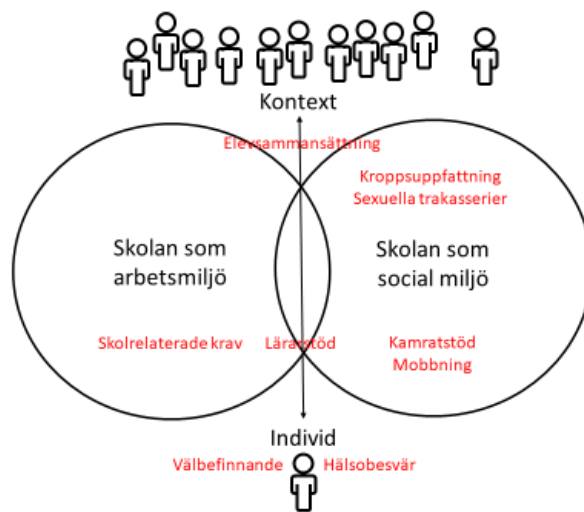 Kontext
Elevsammansättning
Kroppsuppfattning
Sexuella trakasserier
Skolan som
arbetsmiljö
Skolan som
social miljö
Skolrelaterade krav
Lärarstöd
Kamratstöd
Mobbning
Individ
Välbefinnande
Hälsobesvär